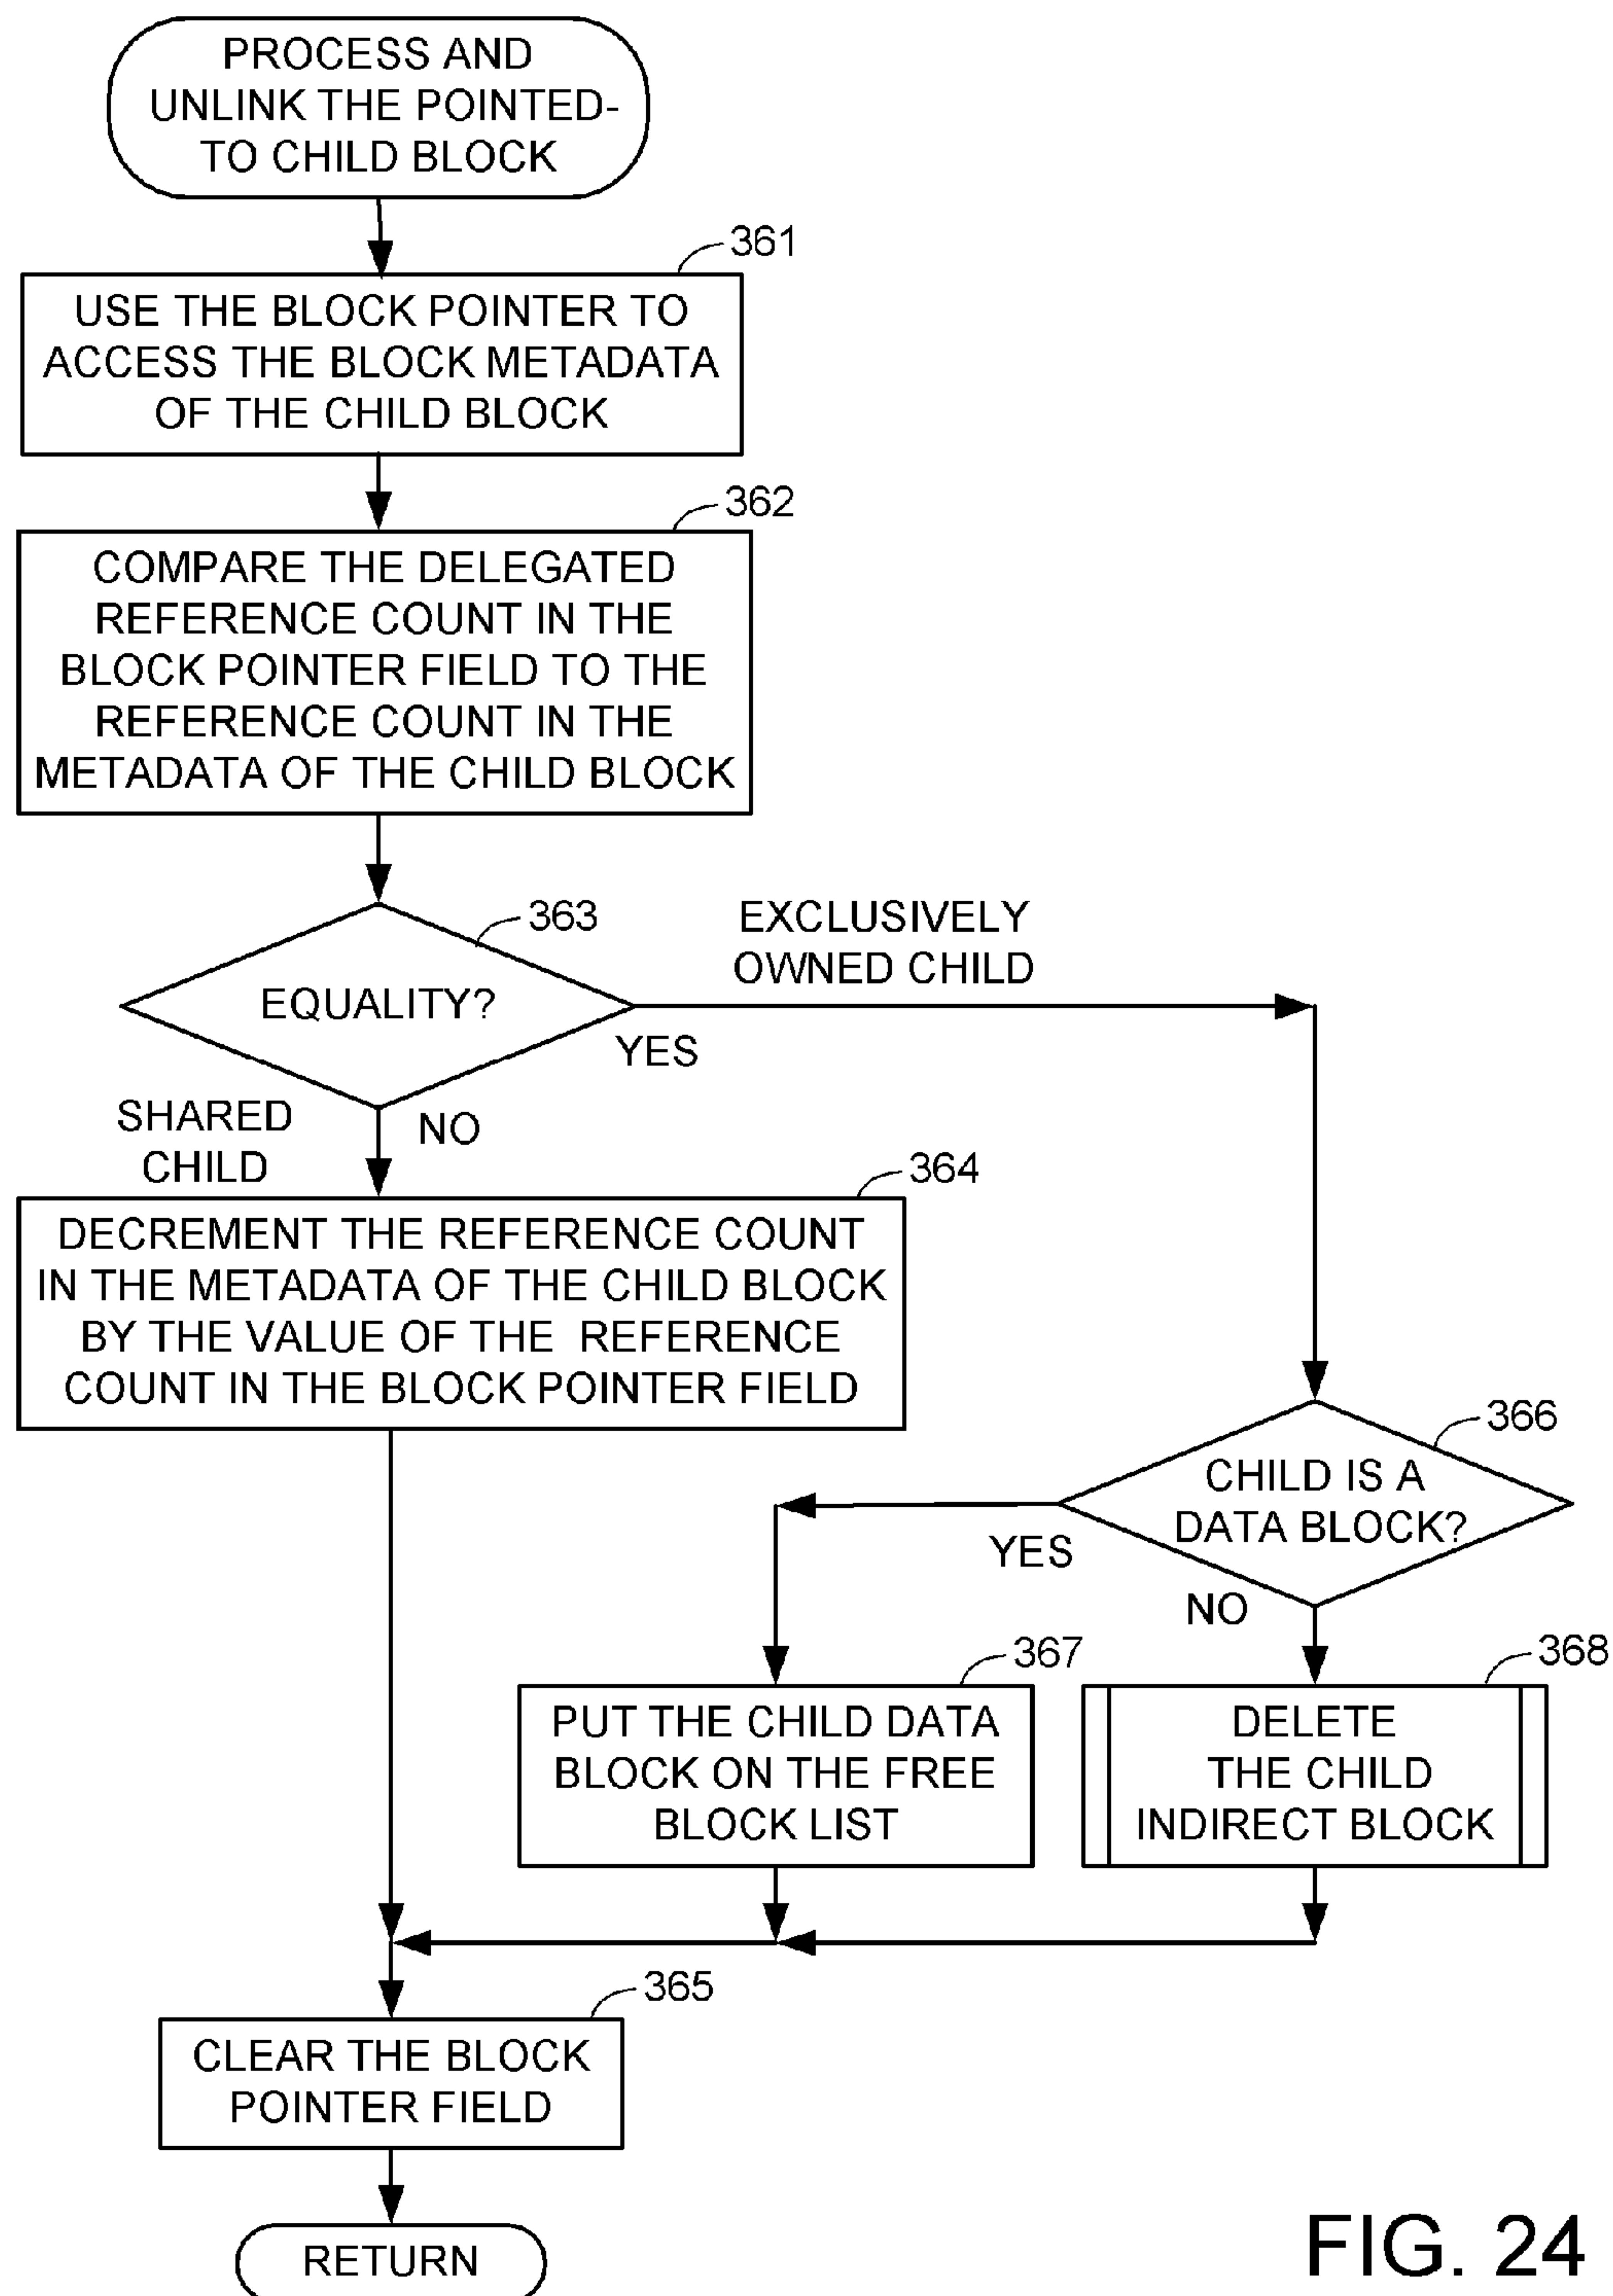 PROCESS AND
UNLINK THE POINTED-
TO CHILD BLOCK
361
USE THE BLOCK POINTER TO
ACCESS THE BLOCK METADATA
OF THE CHILD BLOCK
362
COMPARE THE DELEGATED
REFERENCE COUNT IN THE
BLOCK POINTER FIELD TO THE
REFERENCE COUNT IN THE
METADATA OF THE CHILD BLOCK
363
EQUALITY?
EXCLUSIVELY
OWNED CHILD
YES
SHARED
CHILD
NO
364
DECREMENT THE REFERENCE COUNT
IN THE METADATA OF THE CHILD BLOCK
BY THE VALUE OF THE REFERENCE
COUNT IN THE BLOCK POINTER FIELD
366
CHILD IS A
DATA BLOCK?
YES
NO
367
PUT THE CHILD DATA
BLOCK ON THE FREE
BLOCK LIST
368
DELETE
THE CHILD
INDIRECT BLOCK
365
CLEAR THE BLOCK
POINTER FIELD
RETURN
FIG. 24